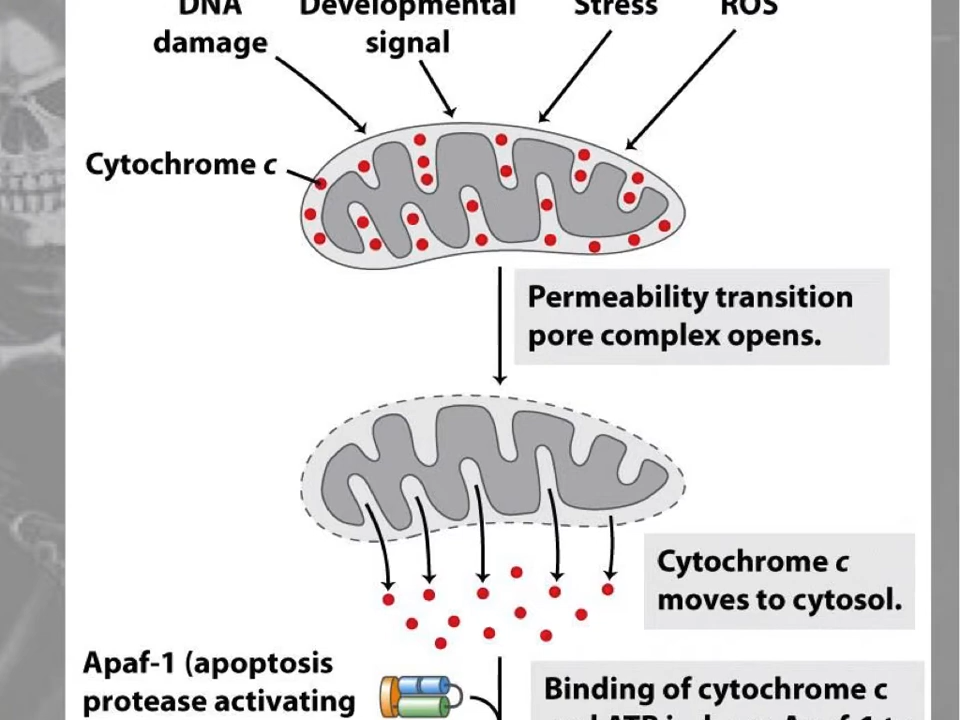 DNA
damage
Developmental
signal
Stress
ROS
Cytochrome c
Permeability transition
pore complex opens.
Cytochrome c
moves to cytosol.
Apaf-1 (apoptosis
protease activating
Binding of cytochrome c